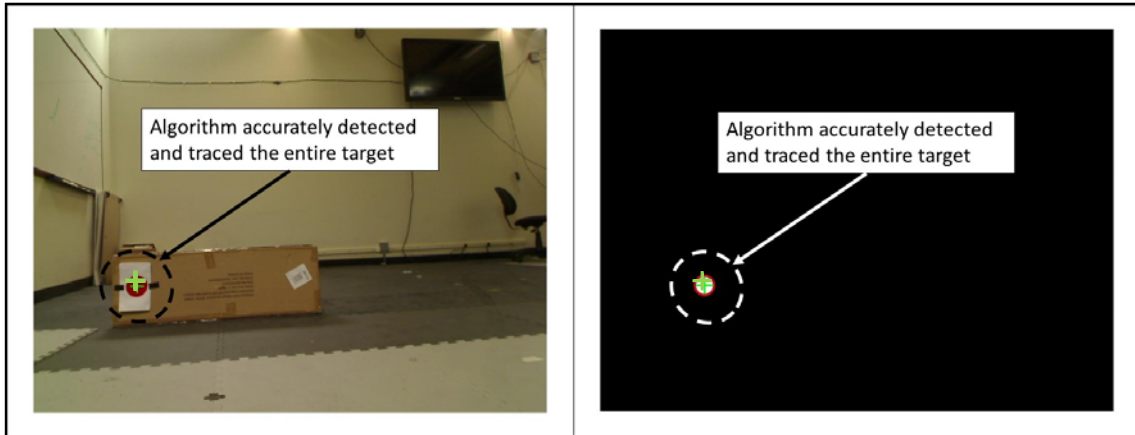 Algorithm accurately detected
and traced the entire target
Algorithm accurately detected
and traced the entire target